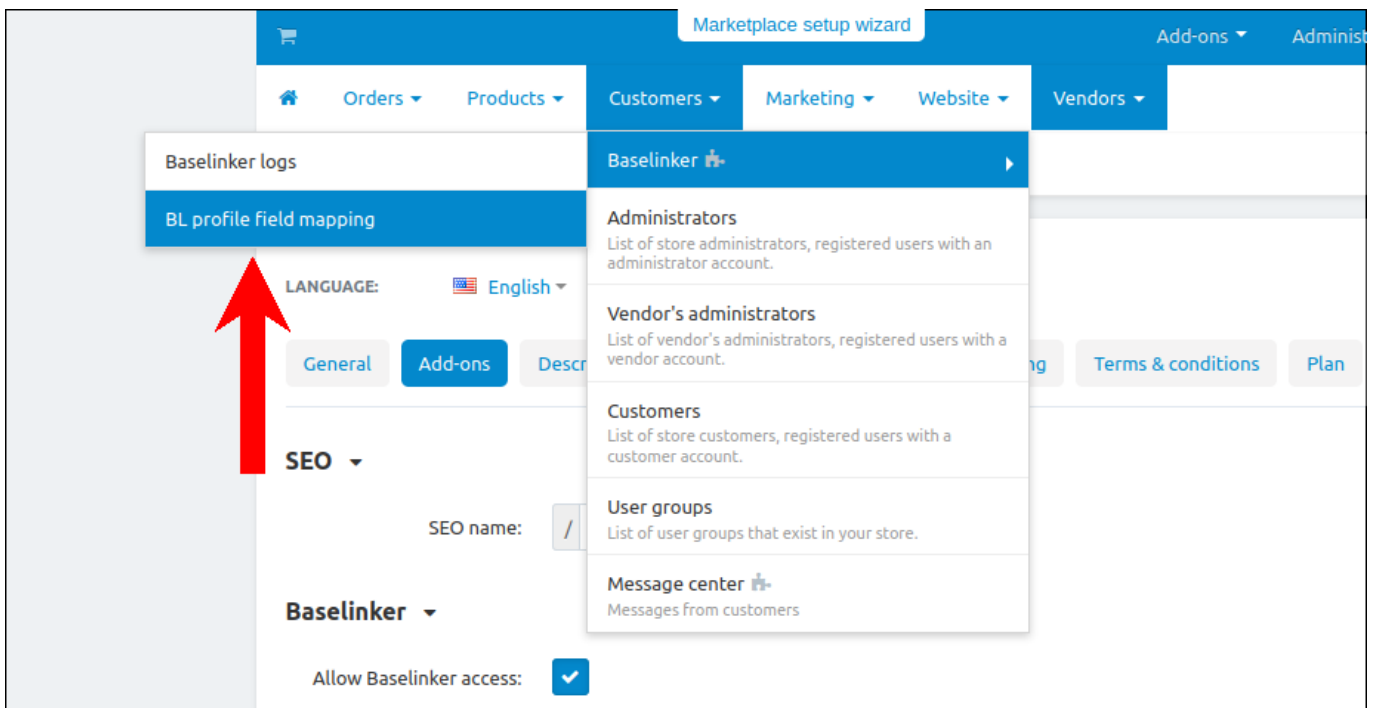 Marketplace setup wizard
Add-ons
Orders
Products
Customers
Marketing
Website
Vendors
Baselinker logs
BL profile field mapping
Baselinker
Administrators
List of store administrators, registered users with an
administrator account.
Vendor's administrators
List of vendor's administrators, registered users with a
vendor account.
Customers
List of store customers, registered users with a
customer account.
User groups
List of user groups that exist in your store.
Message center
Messages from customers
LANGUAGE:
English
General
Add-ons
Terms & conditions
Plan
SEO
SEO name:
/
Baselinker
Allow Baselinker access: